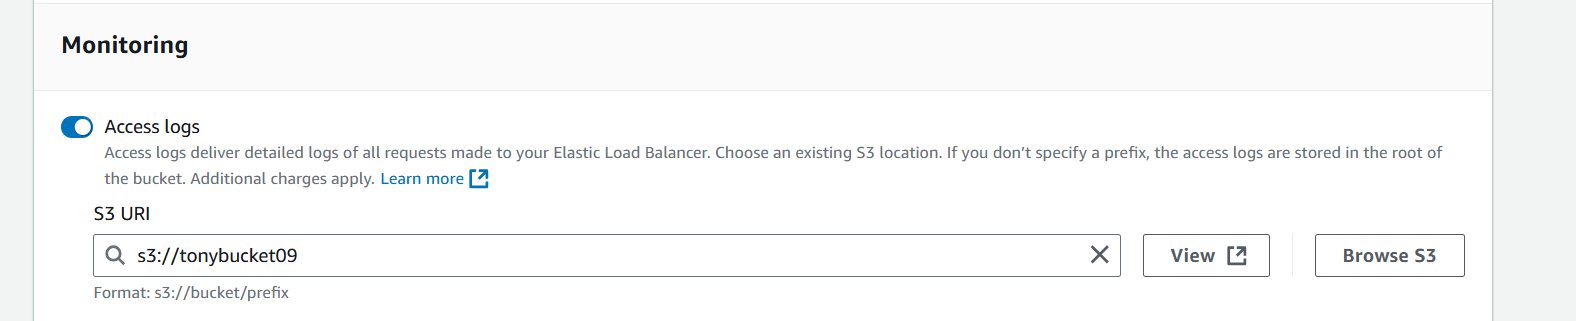 Monitoring
Access logs
Access logs deliver detailed logs of all requests made to your Elastic Load Balancer. Choose an existing S3 location. If you don’t specify a prefix, the access logs are stored in the root of
the bucket. Additional charges apply. Learn more
S3 URI
s3://tonybucket09
View
Browse S3
Format: s3://bucket/prefix